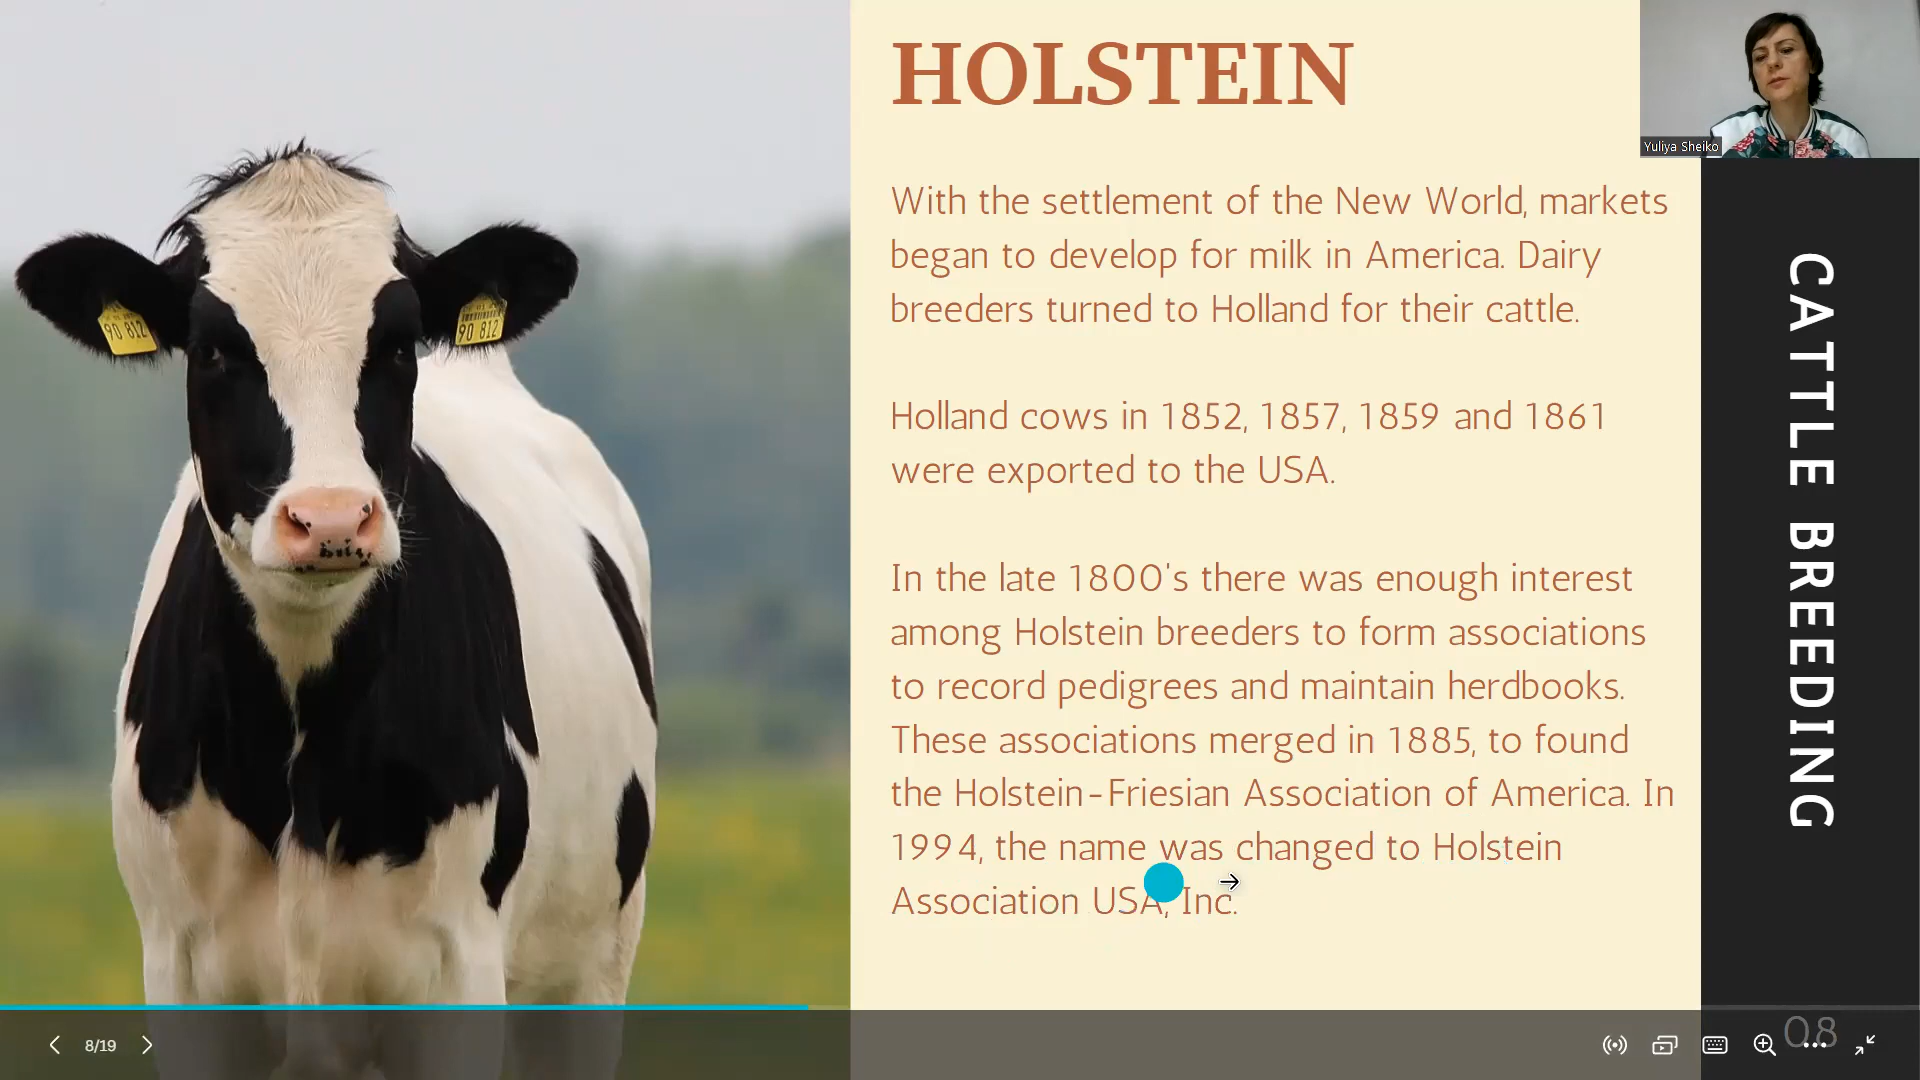 HOLSTEIN
Yuliya Sheiko
With the settlement of the New World, markets
began to develop for milk in America. Dairy
breeders turned to Holland for their cattle.
Holland cows in 1852, 1857, 1859 and 1861
were exported to the USA.
In the late 1800's there was enough interest
among Holstein breeders to form associations
to record pedigrees and maintain herdbooks.
These associations merged in 1885, to found
the Holstein-Friesian Association of America. In
1994, the name was changed to Holstein
Association USA, Inc.
CATTLE BREEDING
90 812
90 812
8/19
08